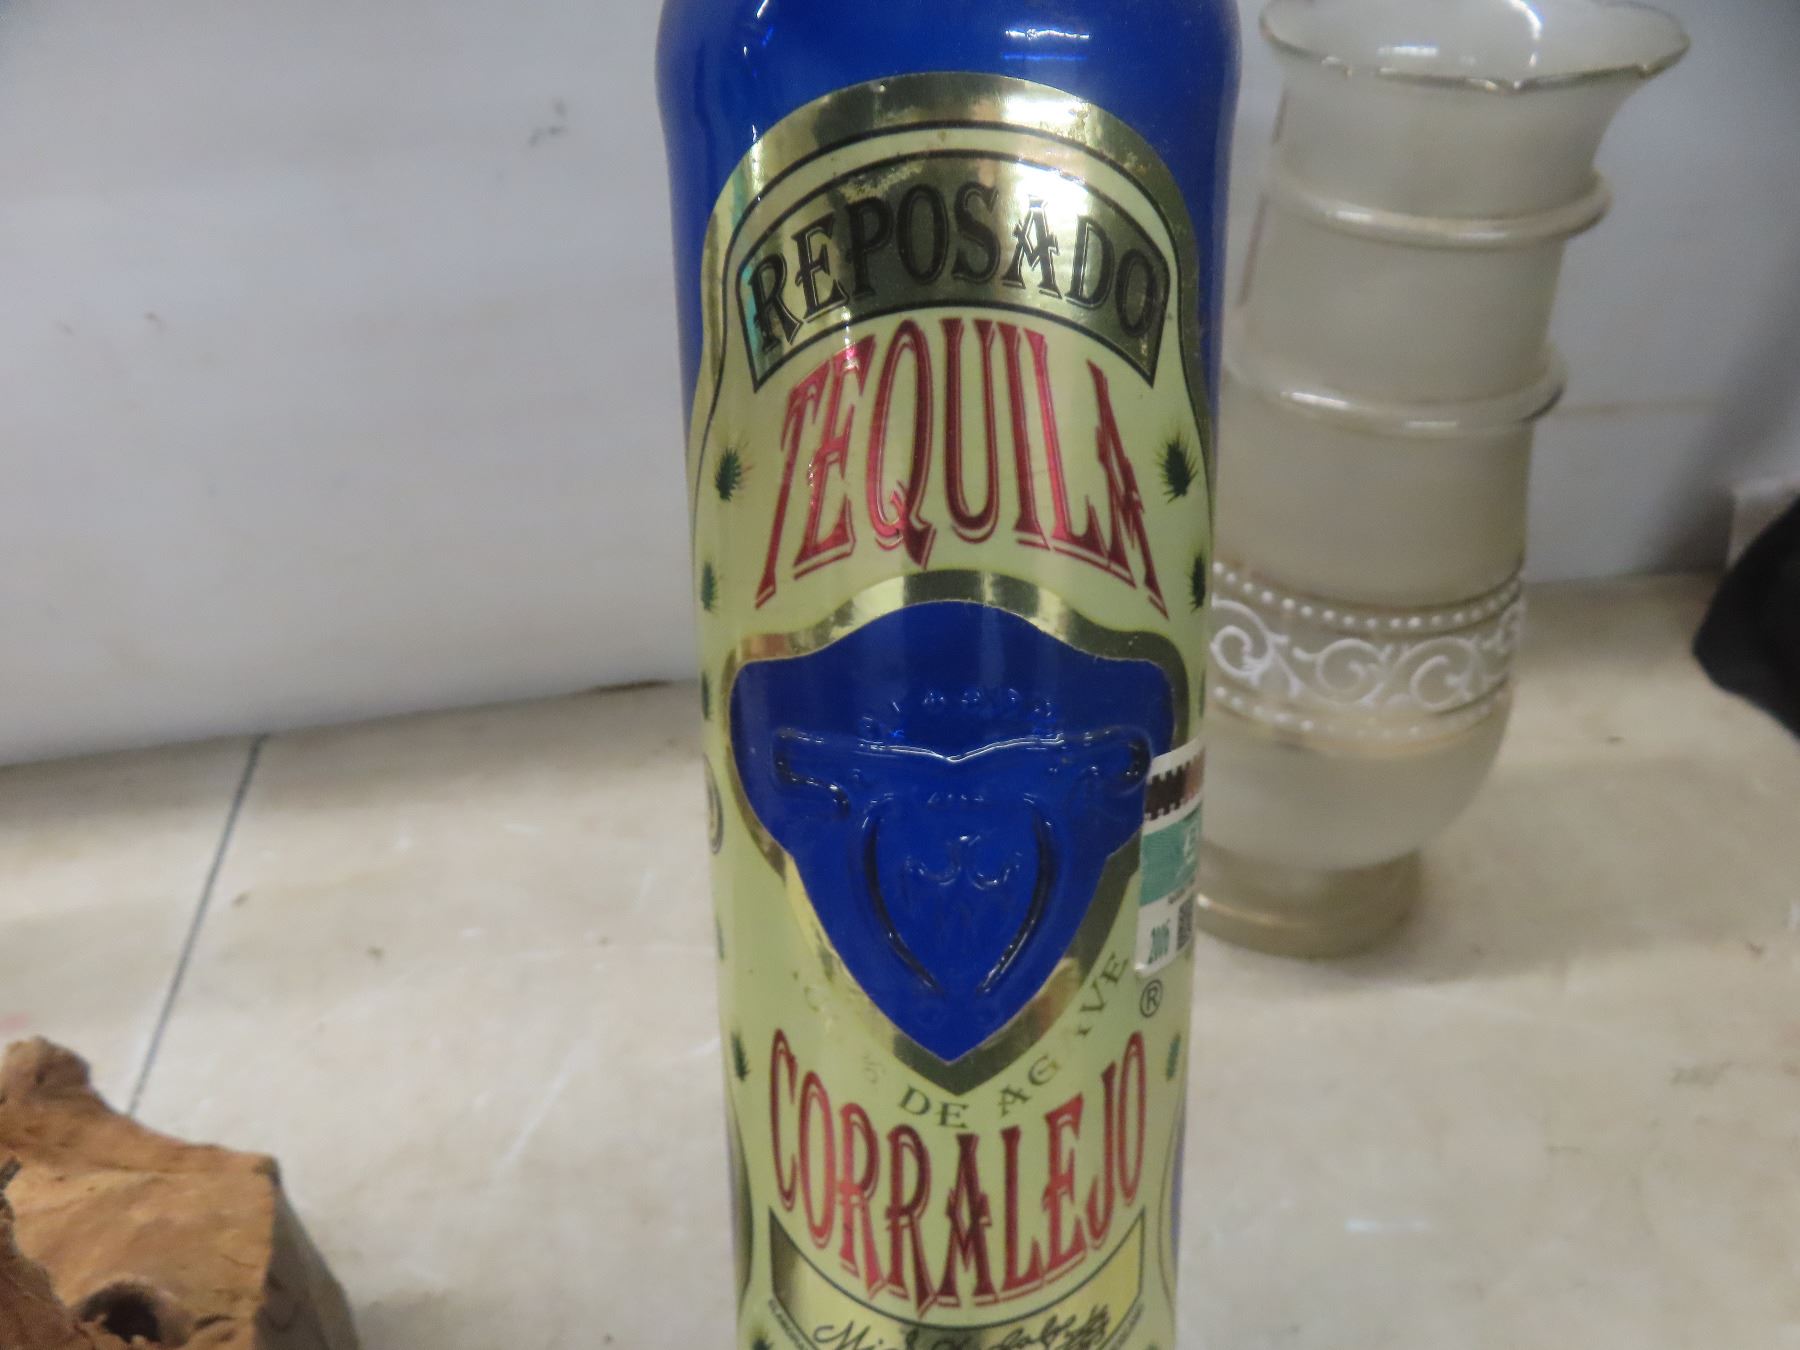 REPOSADO
TEQUILA
DE AGAVE
®
CORRALEJO